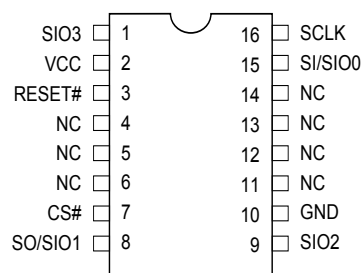 SIO3 1 16 SCLK
VCC 2 15 SI/SIO0
RESET# 3 14 NC
NC 4 13 NC
NC 5 12 NC
NC 6 11 NC
CS# 7 10 GND
SO/SIO1 8 9 SIO2